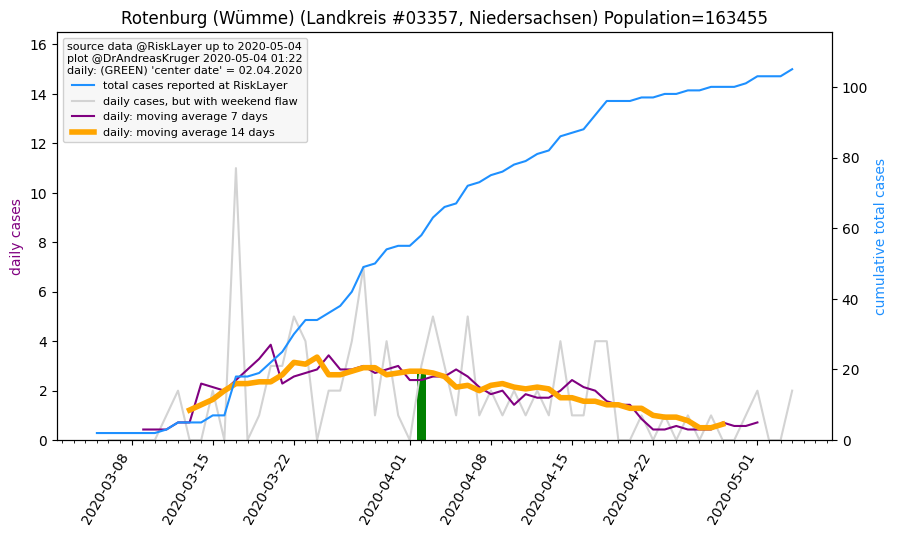 Rotenburg (Wümme) (Landkreis #03357, Niedersachsen) Population=163455
source data @RiskLayer up to 2020-05-04
plot @DrAndreasKruger 2020-05-04 01:22
daily: (GREEN) 'center date' = 02.04.2020
total cases reported at RiskLayer
daily cases, but with weekend flaw
daily: moving average 7 days
daily: moving average 14 days
daily cases
16
14
12
10
8
6
4
2
0
cumulative total cases
100
80
60
40
20
0
2020-03-08
2020-03-15
2020-03-22
2020-04-01
2020-04-08
2020-04-15
2020-04-22
2020-05-01